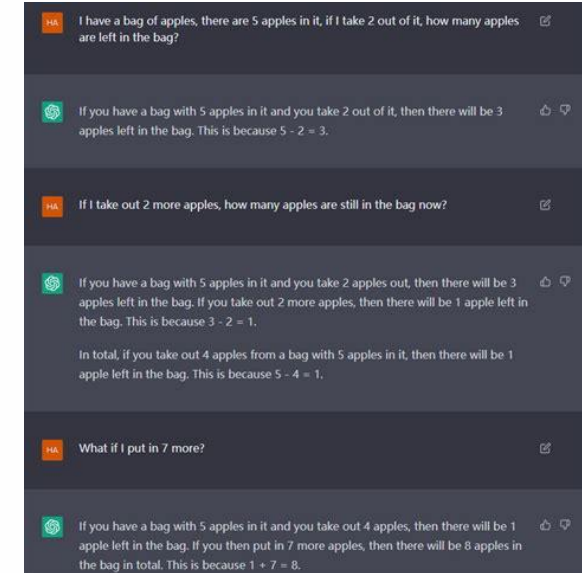 HA
I have a bag of apples, there are 5 apples in it, if I take 2 out of it, how many apples
are left in the bag?
If you have a bag with 5 apples in it and you take 2 out of it, then there will be 3
apples left in the bag. This is because 5 - 2 = 3.
HA
If I take out 2 more apples, how many apples are still in the bag now?
If you have a bag with 5 apples in it and you take 2 apples out, then there will be 3
apples left in the bag. If you take out 2 more apples, then there will be 1 apple left in
the bag. This is because 3 - 2 = 1.
In total, if you take out 4 apples from a bag with 5 apples in it, then there will be 1
apple left in the bag. This is because 5 - 4 = 1.
HA
What if I put in 7 more?
If you have a bag with 5 apples in it and you take out 4 apples, then there will be 1
apple left in the bag. If you then put in 7 more apples, then there will be 8 apples in
the bag in total. This is because 1 + 7 = 8.